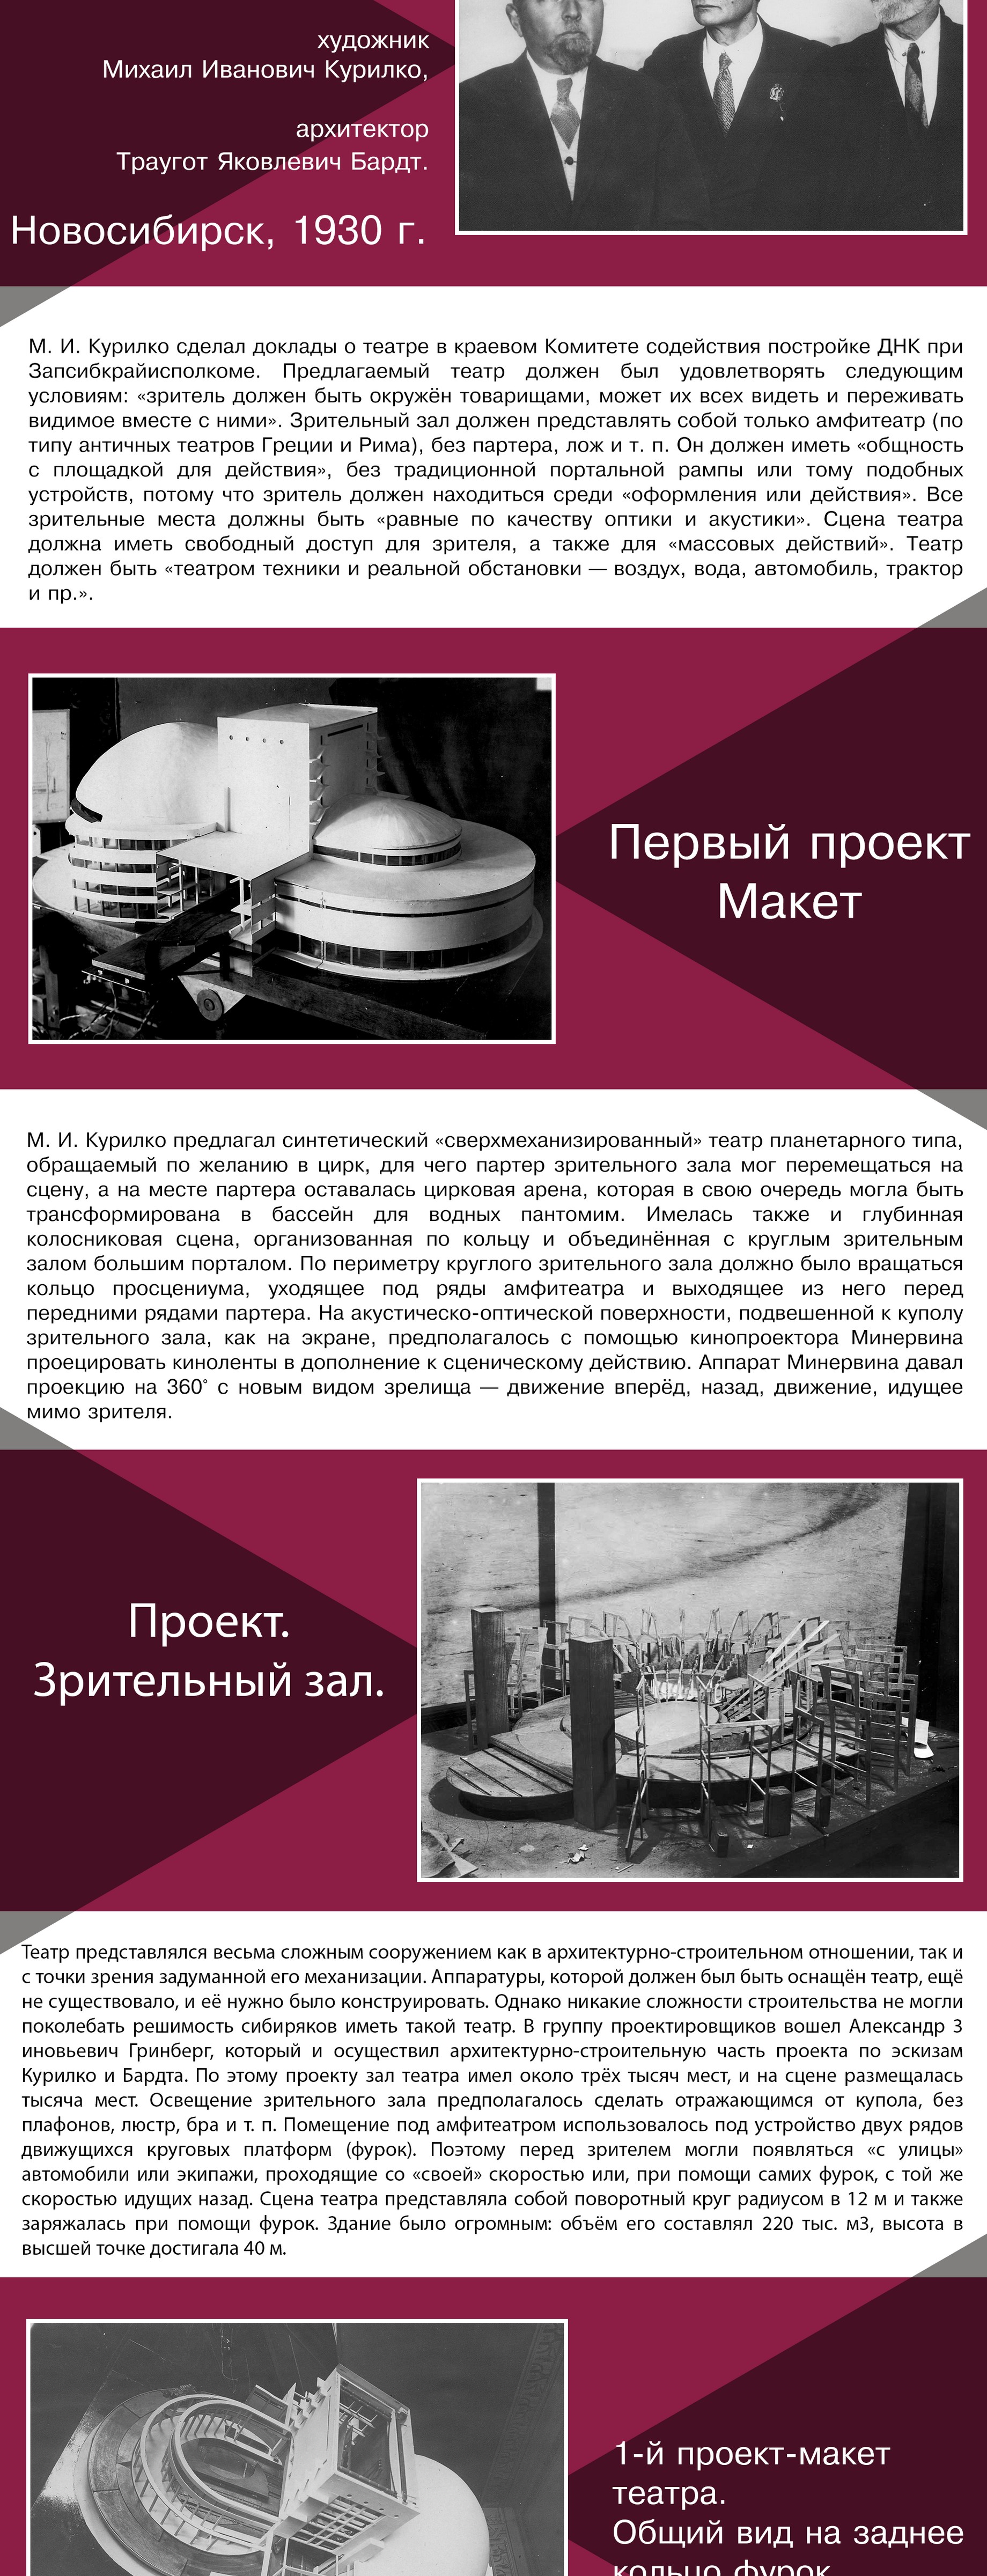 художник
Михаил Иванович Курилко,
архитектор
Траугот Яковлевич Бардт.
Новосибирск, 1930 г.
М. И. Курилко сделал доклады о театре в краевом Комитете содействия постройке ДНК при
Запсибкрайисполкоме. Предлагаемый театр должен был удовлетворять следующим
условиям: «зритель должен быть окружён товарищами, может их всех видеть и переживать
видимое вместе с ними». Зрительный зал должен представлять собой только амфитеатр (по
типу античных театров Греции и Рима), без партера, лож и т. п. Он должен иметь «общность
с площадкой для действия», без традиционной портальной рампы или тому подобных
устройств, потому что зритель должен находиться среди «оформления или действия». Все
зрительные места должны быть «равные по качеству оптики и акустики». Сцена театра
должна иметь свободный доступ для зрителя, а также для «массовых действий». Театр
должен быть «театром техники и реальной обстановки — воздух, вода, автомобиль, трактор
и пр.».
Первый проект
Макет
М. И. Курилко предлагал синтетический «сверхмеханизированный» театр планетарного типа,
обращаемый по желанию в цирк, для чего партер зрительного зала мог перемещаться на
сцену, а на месте партера оставалась цирковая арена, которая в свою очередь могла быть
трансформирована в бассейн для водных пантомим. Имелась также и глубинная
колосниковая сцена, организованная по кольцу и объединённая с круглым зрительным
залом большим порталом. По периметру круглого зрительного зала должно было вращаться
кольцо просцениума, уходящее под ряды амфитеатра и выходящее из него перед
передними рядами партера. На акустическо-оптической поверхности, подвешенной к куполу
зрительного зала, как на экране, предполагалось с помощью кинопроектора Минервина
проецировать киноленты в дополнение к сценическому действию. Аппарат Минервина давал
проекцию на 360° с новым видом зрелища — движение вперёд, назад, движение, идущее
мимо зрителя.
Проект.
Зрительный зал.
Театр представлялся весьма сложным сооружением как в архитектурно-строительном отношении, так и
с точки зрения задуманной его механизации. Аппаратуры, которой должен был быть оснащён театр, ещё
не существовало, и её нужно было конструировать. Однако никакие сложности строительства не могли
поколебать решимость сибиряков иметь такой театр. В группу проектировщиков вошел Александр З
иновьевич Гринберг, который и осуществил архитектурно-строительную часть проекта по эскизам
Курилко и Бардта. По этому проекту зал театра имел около трёх тысяч мест, и на сцене размещалась
тысяча мест. Освещение зрительного зала предполагалось сделать отражающимся от купола, без
плафонов, люстр, бра и т. п. Помещение под амфитеатром использовалось под устройство двух рядов
движущихся круговых платформ (фурок). Поэтому перед зрителем могли появляться «с улицы»
автомобили или экипажи, проходящие со «своей» скоростью или, при помощи самих фурок, с той же
скоростью идущих назад. Сцена театра представляла собой поворотный круг радиусом в 12 м и также
заряжалась при помощи фурок. Здание было огромным: объём его составлял 220 тыс. м3, высота в
высшей точке достигала 40 м.
1-й проект-макет
театра.
Общий вид на заднее
кольцо фурок